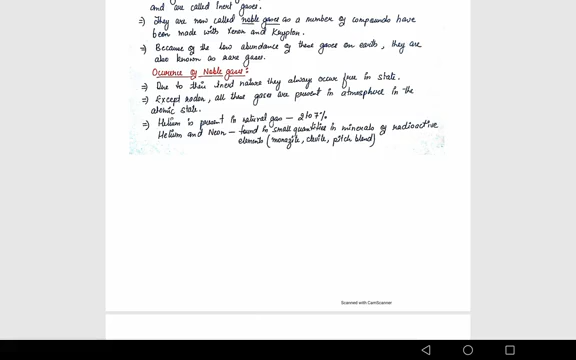 and are called Inert gases.
⇒ They are now called noble gases as a number of compounds have
been made with Xenon and Krypton.
⇒ Because of the low abundance of these gases on earth, they are
also known as rare gases.
Ocurence of Noble gases:
⇒ Due to their Inert nature they always occur free in state.
⇒ Except radon, all these gases are present in atmosphere in the
atomic state.
⇒ Helium is present in natural gas - 2 to 7%
Helium and Neon - found in small quantities in minerals of radioactive
elements (monazite, clevite, pitch blend)
Scanned with CamScanner